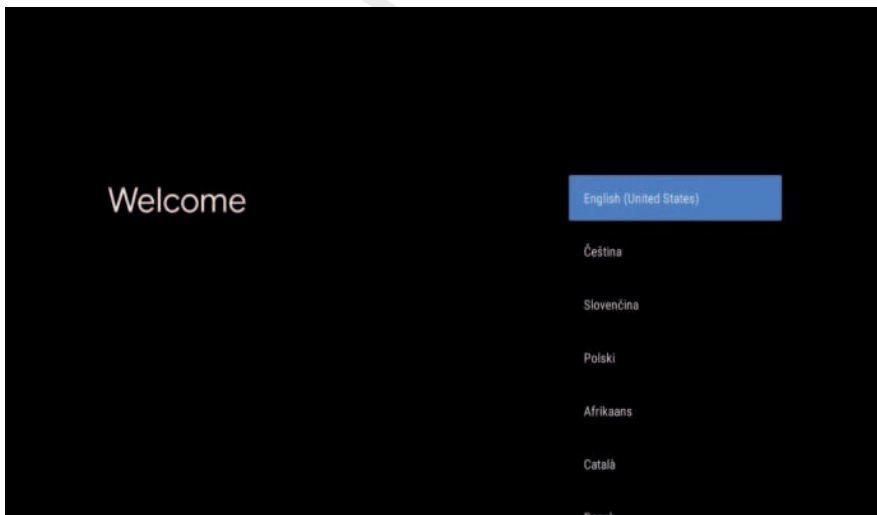 Welcome
English (United States)
Čeština
Slovenčina
Polski
Afrikaans
Català